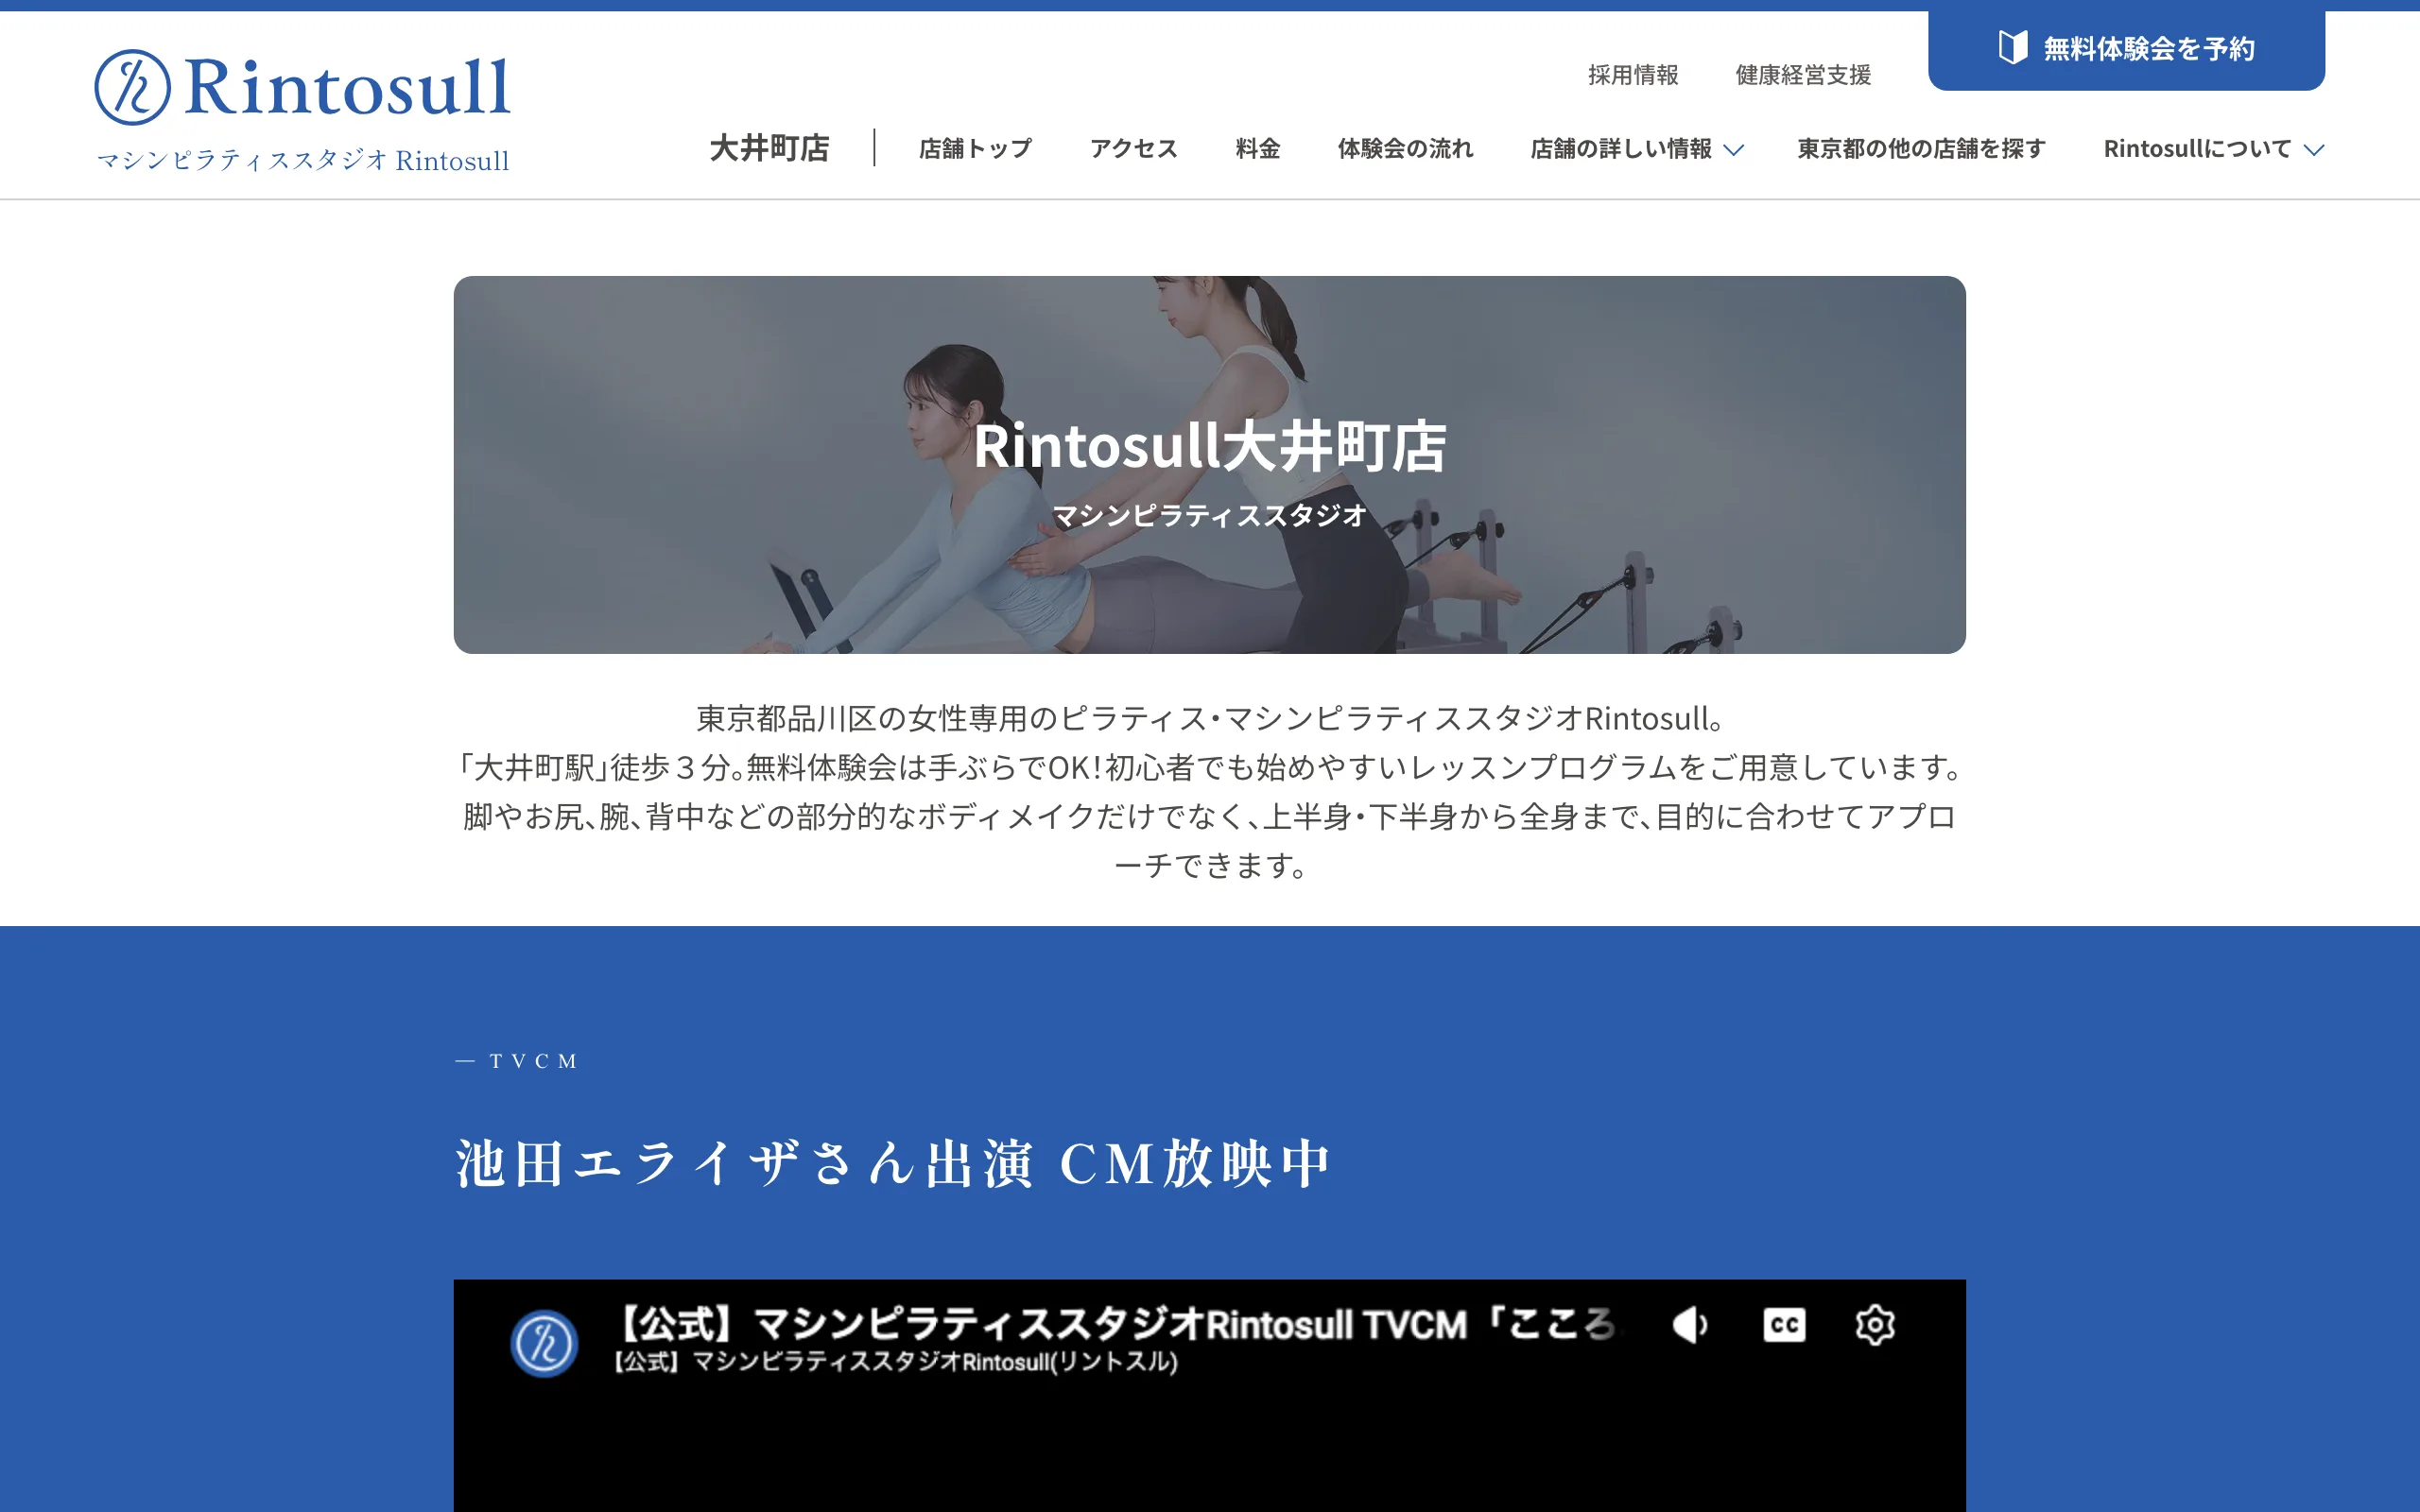 Rintosull
マシンピラティススタジオ Rintosull
採用情報
健康経営支援
無料体験会を予約
大井町店
店舗トップ
アクセス
料金
体験会の流れ
店舗の詳しい情報
東京都の他の店舗を探す
Rintosullについて
Rintosull大井町店
マシンピラティススタジオ
東京都品川区の女性専用のピラティス・マシンピラティススタジオRintosull。
「大井町駅」徒歩３分。無料体験会は手ぶらでOK！初心者でも始めやすいレッスンプログラムをご用意しています。
脚やお尻、腕、背中などの部分的なボディメイクだけでなく、上半身・下半身から全身まで、目的に合わせてアプロ
ーチできます。
— TVCM
池田エライザさん出演 CM放映中
【公式】マシンピラティススタジオRintosull TVCM「こころ
【公式】マシンピラティススタジオRintosull(リントスル)
CC